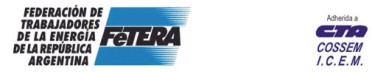 FEDERACIÓN DE
TRABAJADORES
DE LA ENERGÍA
DE LA REPÚBLICA
ARGENTINA
FeTERA
Adherida a
CTA
COSSEM
I.C.E.M.